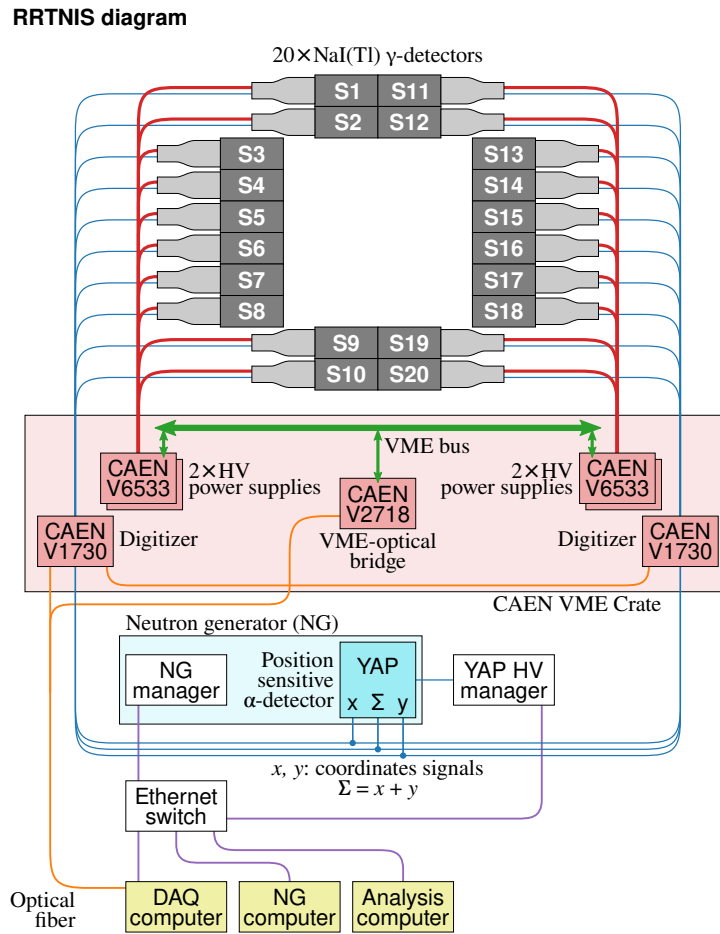 RRTNIS diagram
20×NaI(Tl) γ-detectors
S1 S11
S2 S12
S3 S13
S4 S14
S5 S15
S6 S16
S7 S17
S8 S18
S9 S19
S10 S20
VME bus
CAEN
V6533
2×HV
power supplies
CAEN
V2718
VME-optical
bridge
2×HV
power supplies
CAEN
V6533
CAEN
V1730
Digitizer
Digitizer
CAEN
V1730
CAEN VME Crate
Neutron generator (NG)
NG
manager
Position
sensitive
α-detector
YAP
x Σ y
YAP HV
manager
x, y: coordinates signals
Σ = x + y
Ethernet
switch
Optical
fiber
DAQ
computer
NG
computer
Analysis
computer